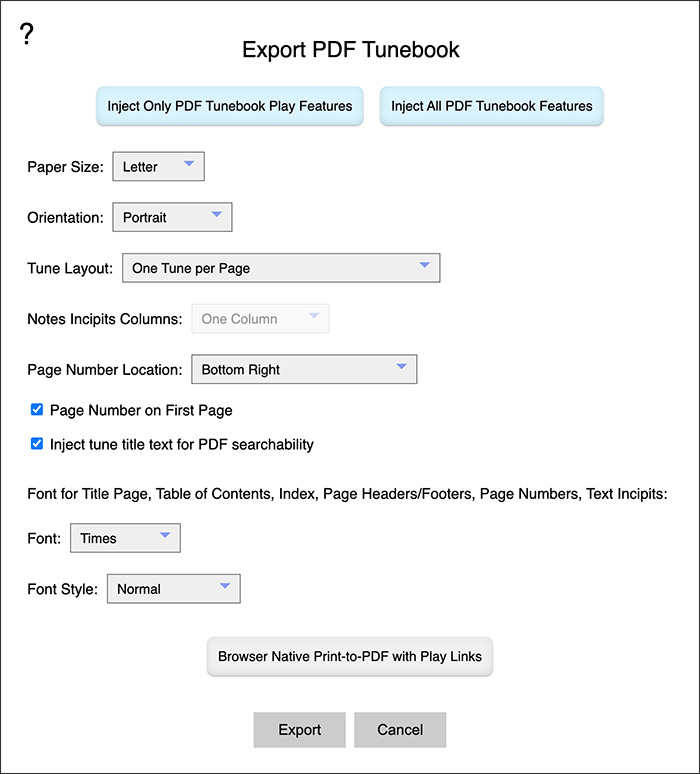 ?
Export PDF Tunebook
Inject Only PDF Tunebook Play Features Inject All PDF Tunebook Features
Paper Size: Letter
Orientation: Portrait
Tune Layout: One Tune per Page
Notes Incipits Columns: One Column
Page Number Location: Bottom Right
Page Number on First Page
Inject tune title text for PDF searchability
Font for Title Page, Table of Contents, Index, Page Headers/Footers, Page Numbers, Text Incipits:
Font: Times
Font Style: Normal
Browser Native Print-to-PDF with Play Links
Export Cancel